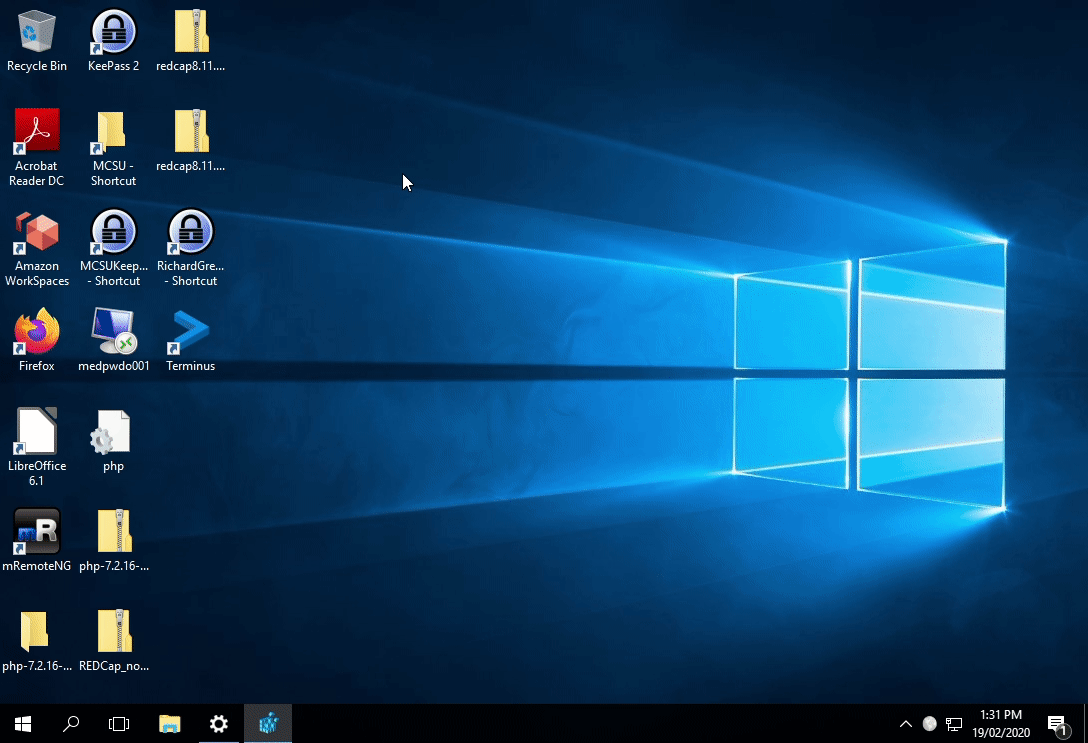 Recycle Bin
KeePass 2
redcap8.11....
Acrobat
Reader DC
MCSU -
Shortcut
redcap8.11....
Amazon
WorkSpaces
MCSUKeep...
- Shortcut
RichardGre...
- Shortcut
Firefox
medpwdo001
Terminus
LibreOffice
6.1
php
mR
mRemoteNG
php-7.2.16-...
php-7.2.16-...
REDCap_no...
1:31 PM
19/02/2020
1